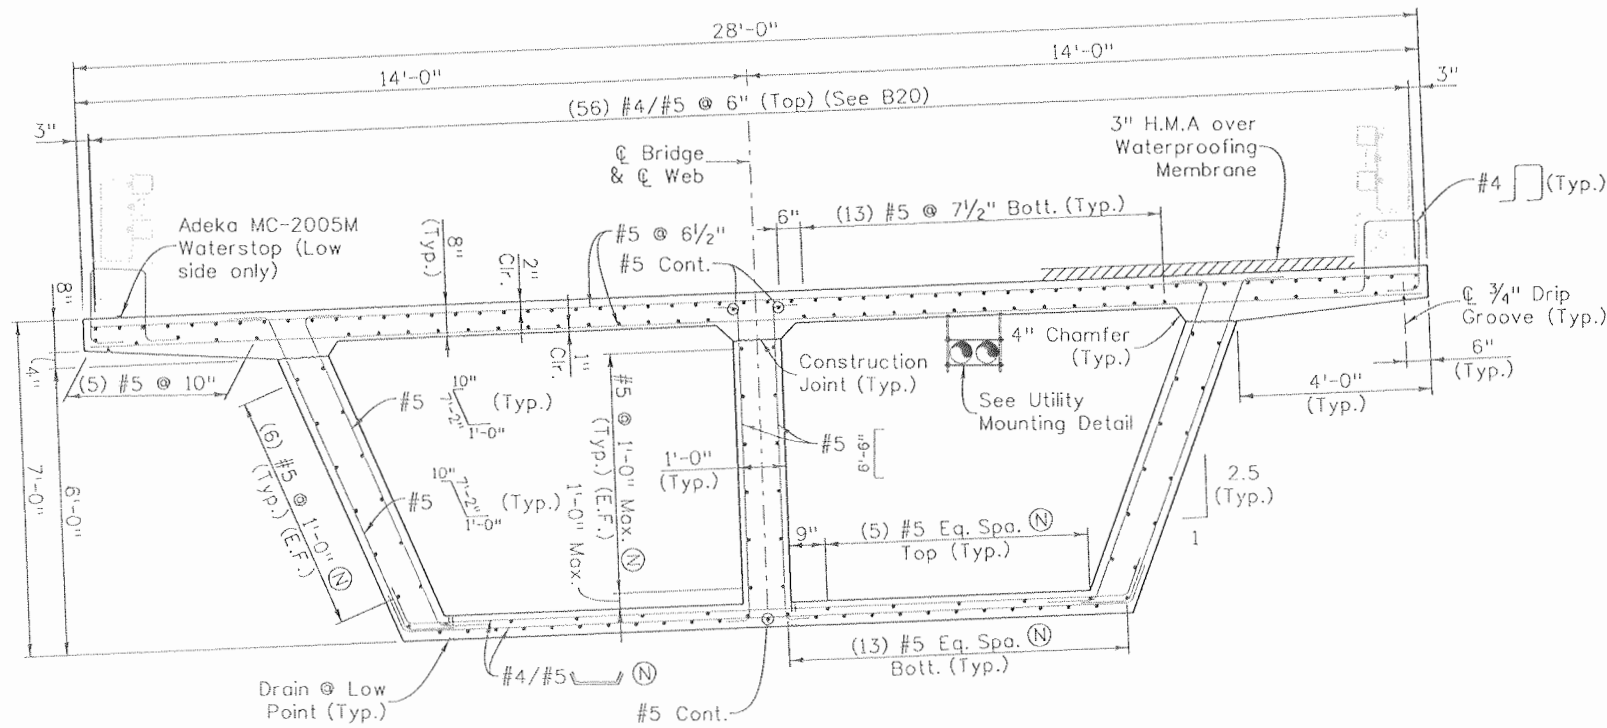 28'-0"
14'-0"
14'-0"
(56) #4/#5 @ 6" (Top) (See B20)
3"
3"
℄ Bridge
& ℄ Web
3" H.M.A over
Waterproofing
Membrane
#4 (Typ.)
Adeka MC-2005M
Waterstop (Low
side only)
8"
(Typ.)
2"
Clr.
#5 @ 6½"
#5 Cont.
6"
(13) #5 @ 7½" Bott. (Typ.)
8"
(4"
(5) #5 @ 10"
1"
Clr.
Construction
Joint (Typ.)
4" Chamfer
(Typ.)
℄ ¾" Drip
Groove (Typ.)
6"
(Typ.)
4'-0"
(Typ.)
See Utility
Mounting Detail
#5
10"
7'-2"
1'-0"
(Typ.)
#5
10"
7'-2"
1'-0"
(Typ.)
(6) #5 @ 1'-0" Ⓝ
(Typ.) (E.F.)
#5 @ 1'-0" Max. Ⓝ
(Typ.) (E.F.)
1'-0" Max.
1'-0"
(Typ.)
#5
6'-9"
2.5
(Typ.)
1
9"
(5) #5 Eq. Spa. Ⓝ
Top (Typ.)
7'-0"
6'-0"
(13) #5 Eq. Spa. Ⓝ
Bott. (Typ.)
#4/#5 Ⓝ
Drain @ Low
Point (Typ.)
#5 Cont.